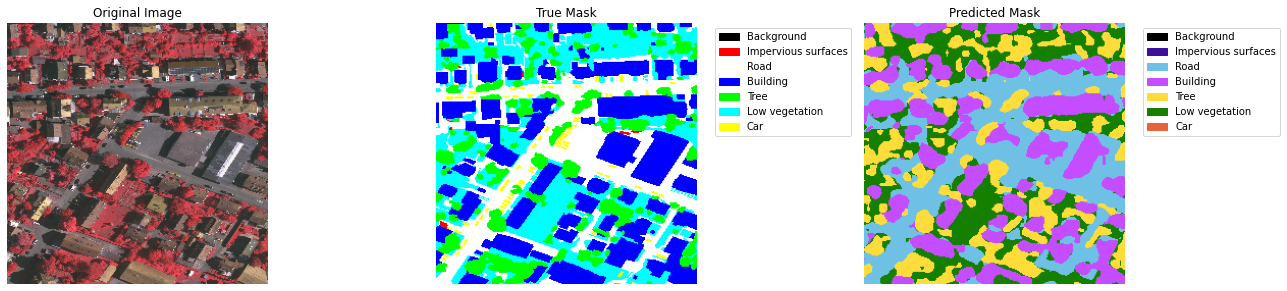 Original Image
True Mask
Background
Impervious surfaces
Road
Building
Tree
Low vegetation
Car
Predicted Mask
Background
Impervious surfaces
Road
Building
Tree
Low vegetation
Car